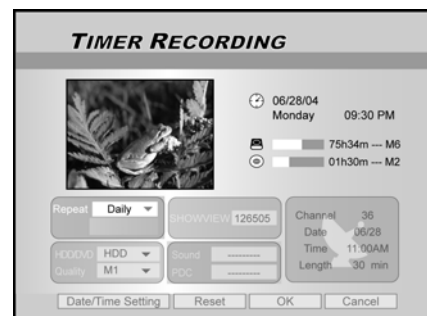 TIMER RECORDING
06/28/04
Monday 09:30 PM
75h34m --- M6
01h30m --- M2
Repeat Daily
SHOWVIEW 126505
HDD/DVD HDD
Quality M1
Sound ----------
PDC ----------
Channel 36
Date 06/28
Time 11:00AM
Length 30 min
Date/Time Setting
Reset
OK
Cancel